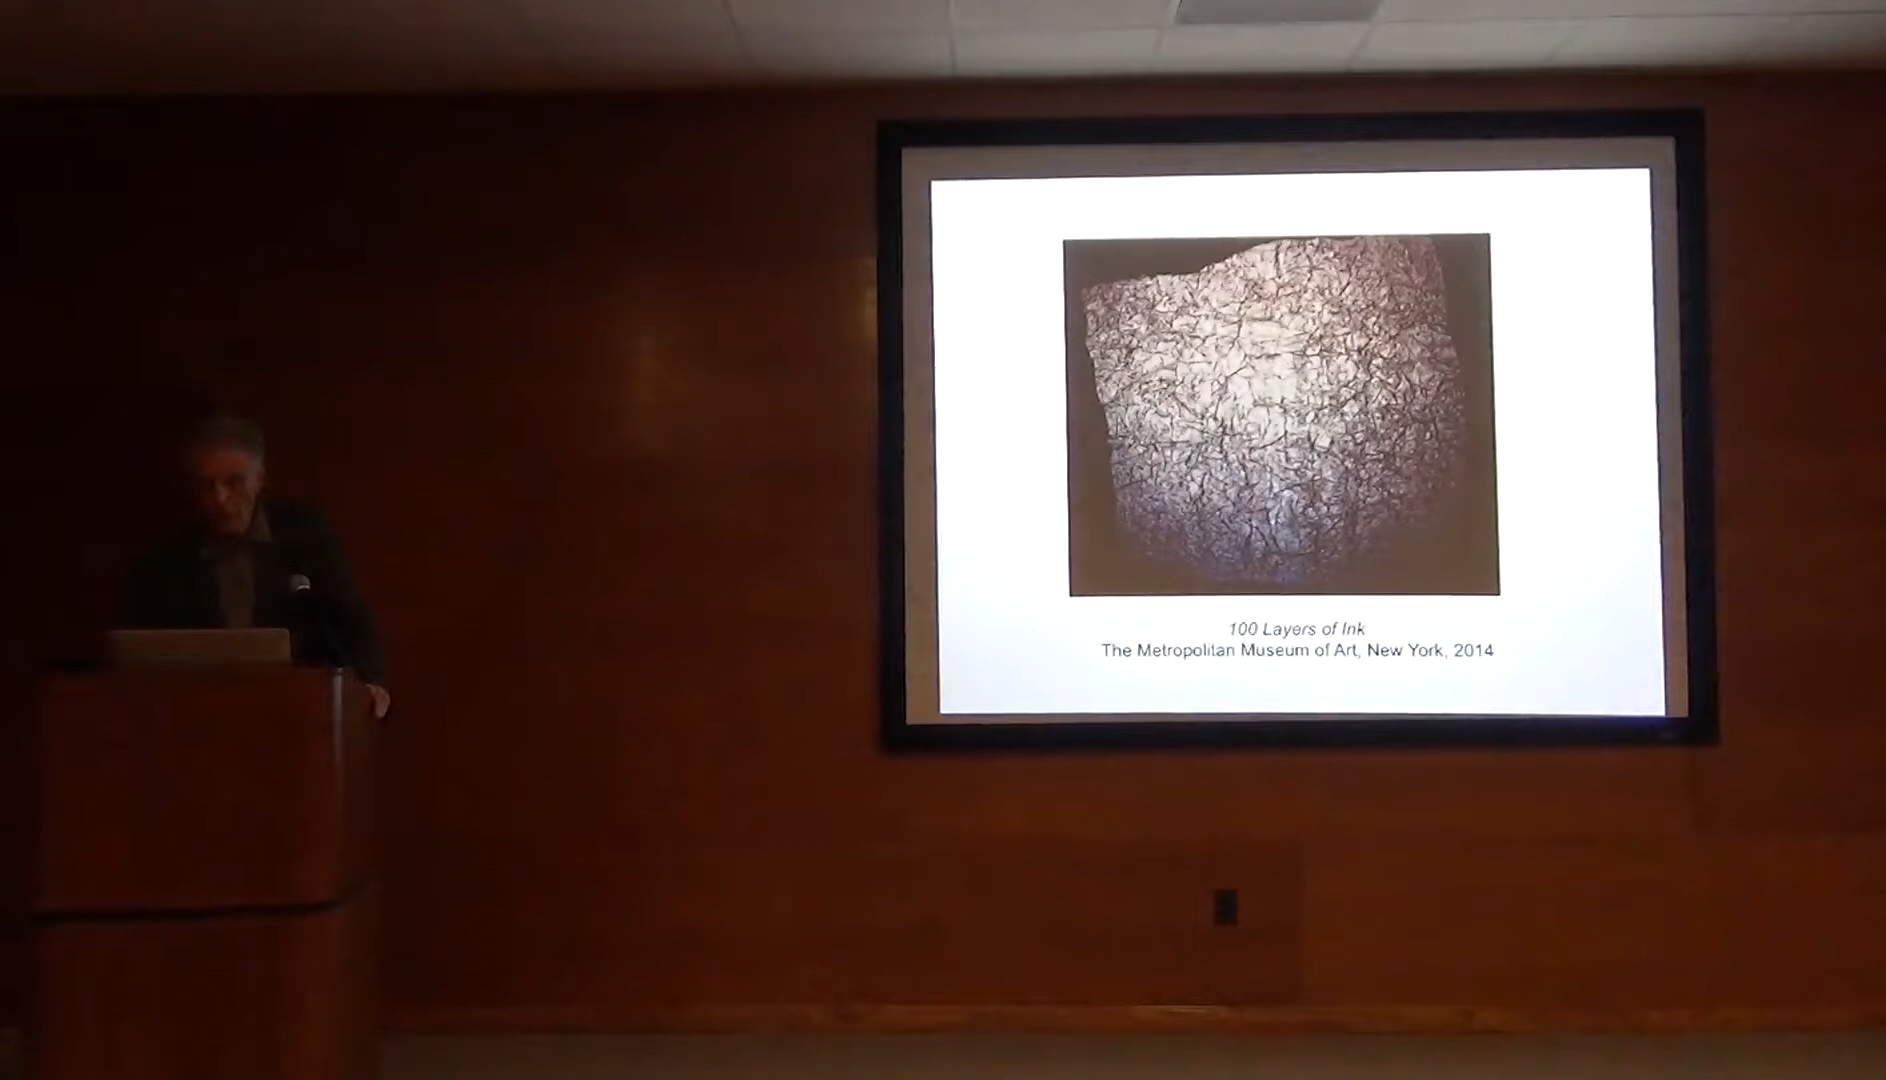 100 Layers of Ink
The Metropolitan Museum of Art, New York, 2014